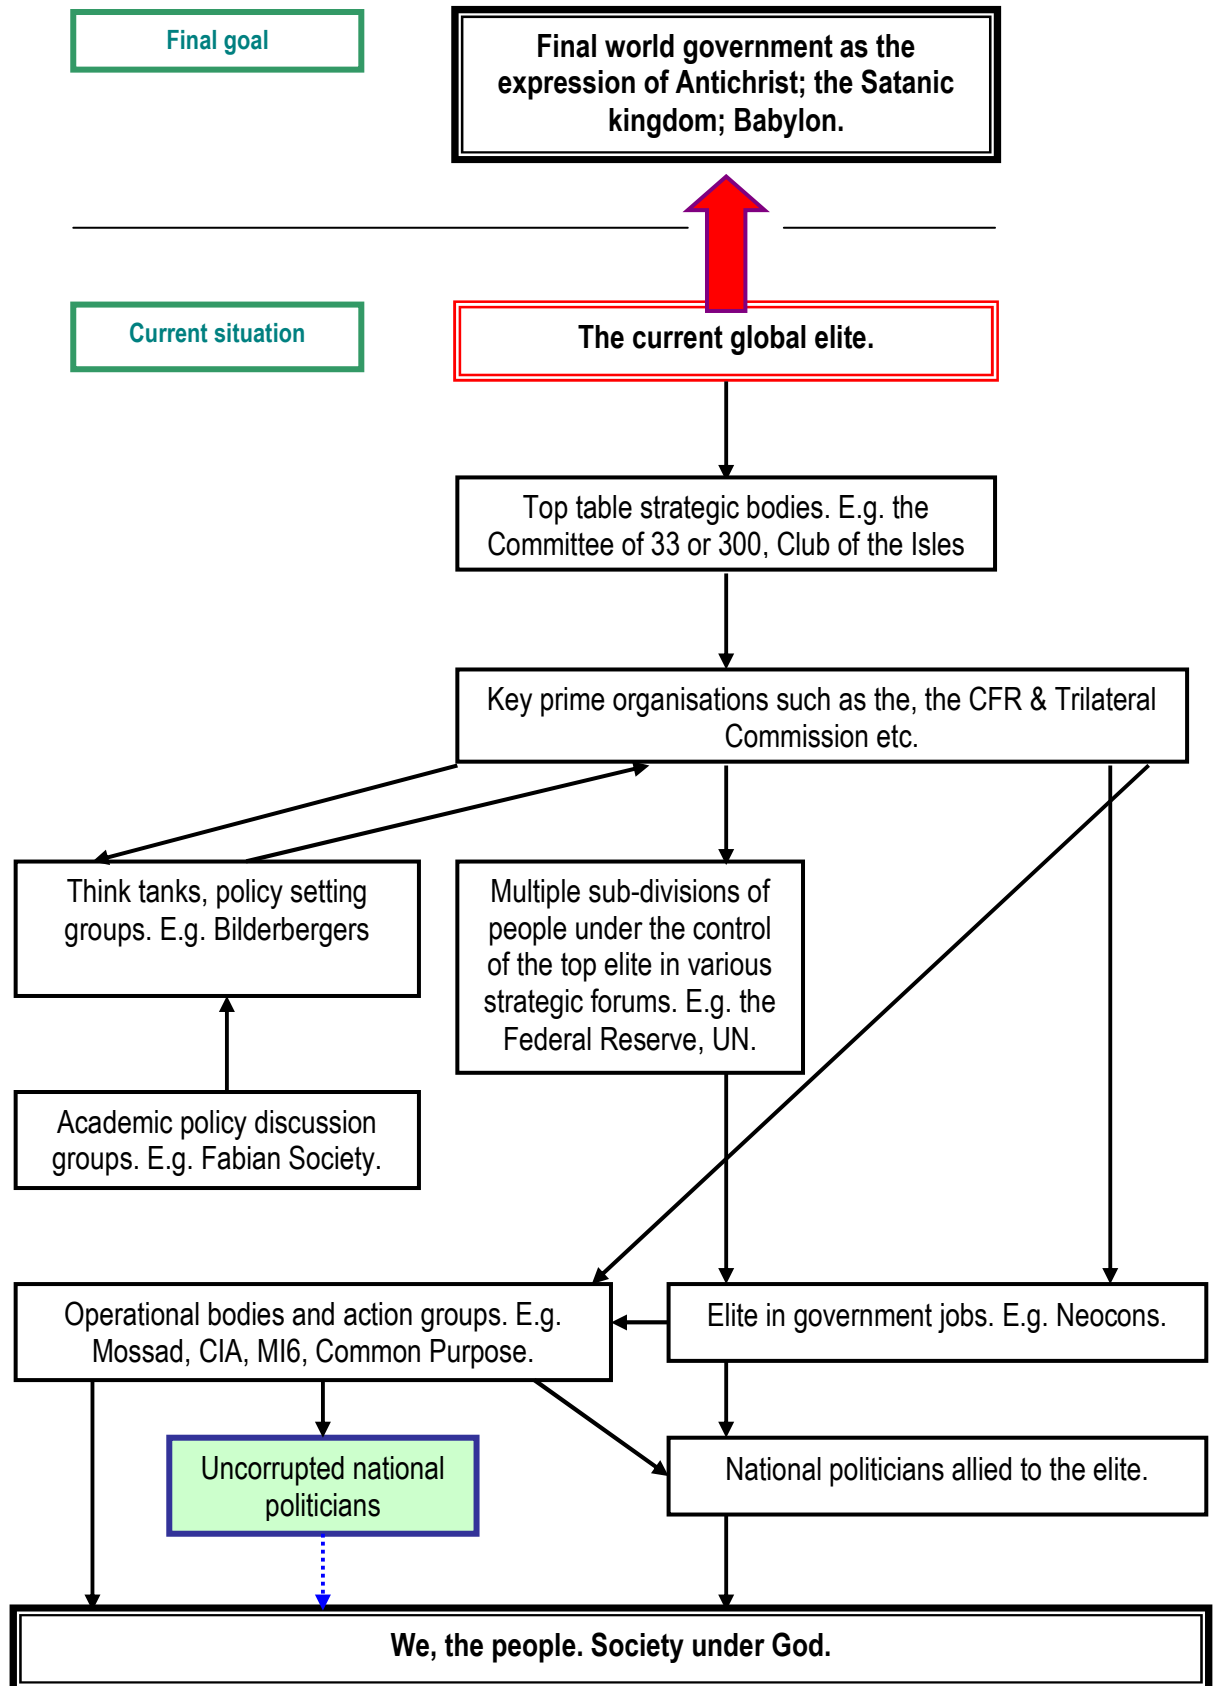 Final goal
Final world government as the
expression of Antichrist; the Satanic
kingdom; Babylon.
Current situation
The current global elite.
Top table strategic bodies. E.g. the
Committee of 33 or 300, Club of the Isles
Key prime organisations such as the, the CFR & Trilateral
Commission etc.
Think tanks, policy setting
groups. E.g. Bilderbergers
Multiple sub-divisions of
people under the control
of the top elite in various
strategic forums. E.g. the
Federal Reserve, UN.
Academic policy discussion
groups. E.g. Fabian Society.
Operational bodies and action groups. E.g.
Mossad, CIA, MI6, Common Purpose.
Elite in government jobs. E.g. Neocons.
Uncorrupted national
politicians
National politicians allied to the elite.
We, the people. Society under God.